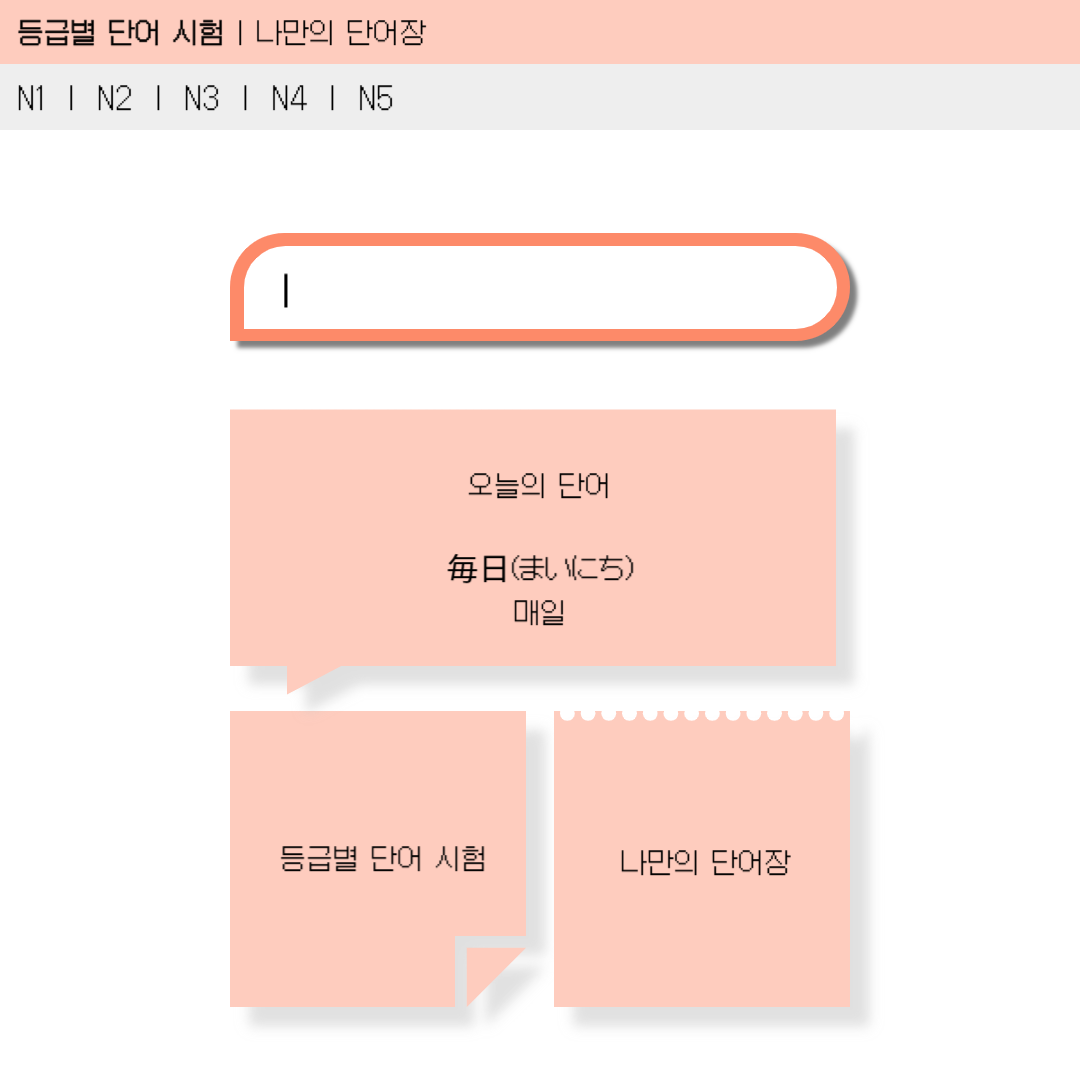 등급별 단어 시험 | 나만의 단어장
N1 | N2 | N3 | N4 | N5
오늘의 단어
毎日(まいにち)
매일
등급별 단어 시험
나만의 단어장